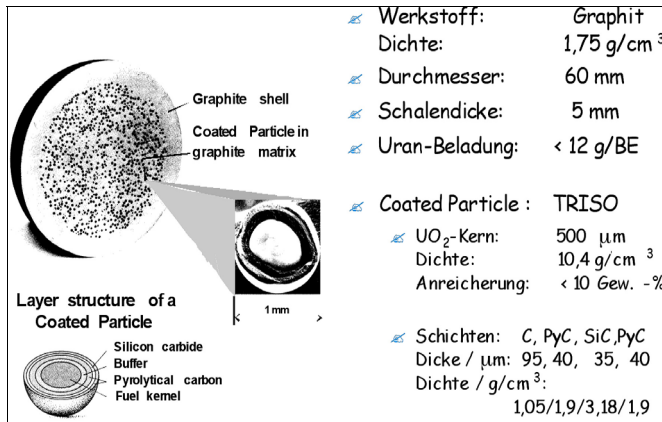 Graphite shell
Coated Particle in
graphite matrix
1 mm
Layer structure of a
Coated Particle
Silicon carbide
Buffer
Pyrolytical carbon
Fuel kernel
Werkstoff: Graphit
Dichte: 1,75 g/cm 3
Durchmesser: 60 mm
Schalendicke: 5 mm
Uran-Beladung: < 12 g/BE
Coated Particle : TRISO
UO2-Kern: 500 μm
Dichte: 10,4 g/cm 3
Anreicherung: < 10 Gew. -%
Schichten: C, PyC, SiC,PyC
Dicke / μm: 95, 40, 35, 40
Dichte / g/cm 3:
1,05/1,9/3,18/1,9